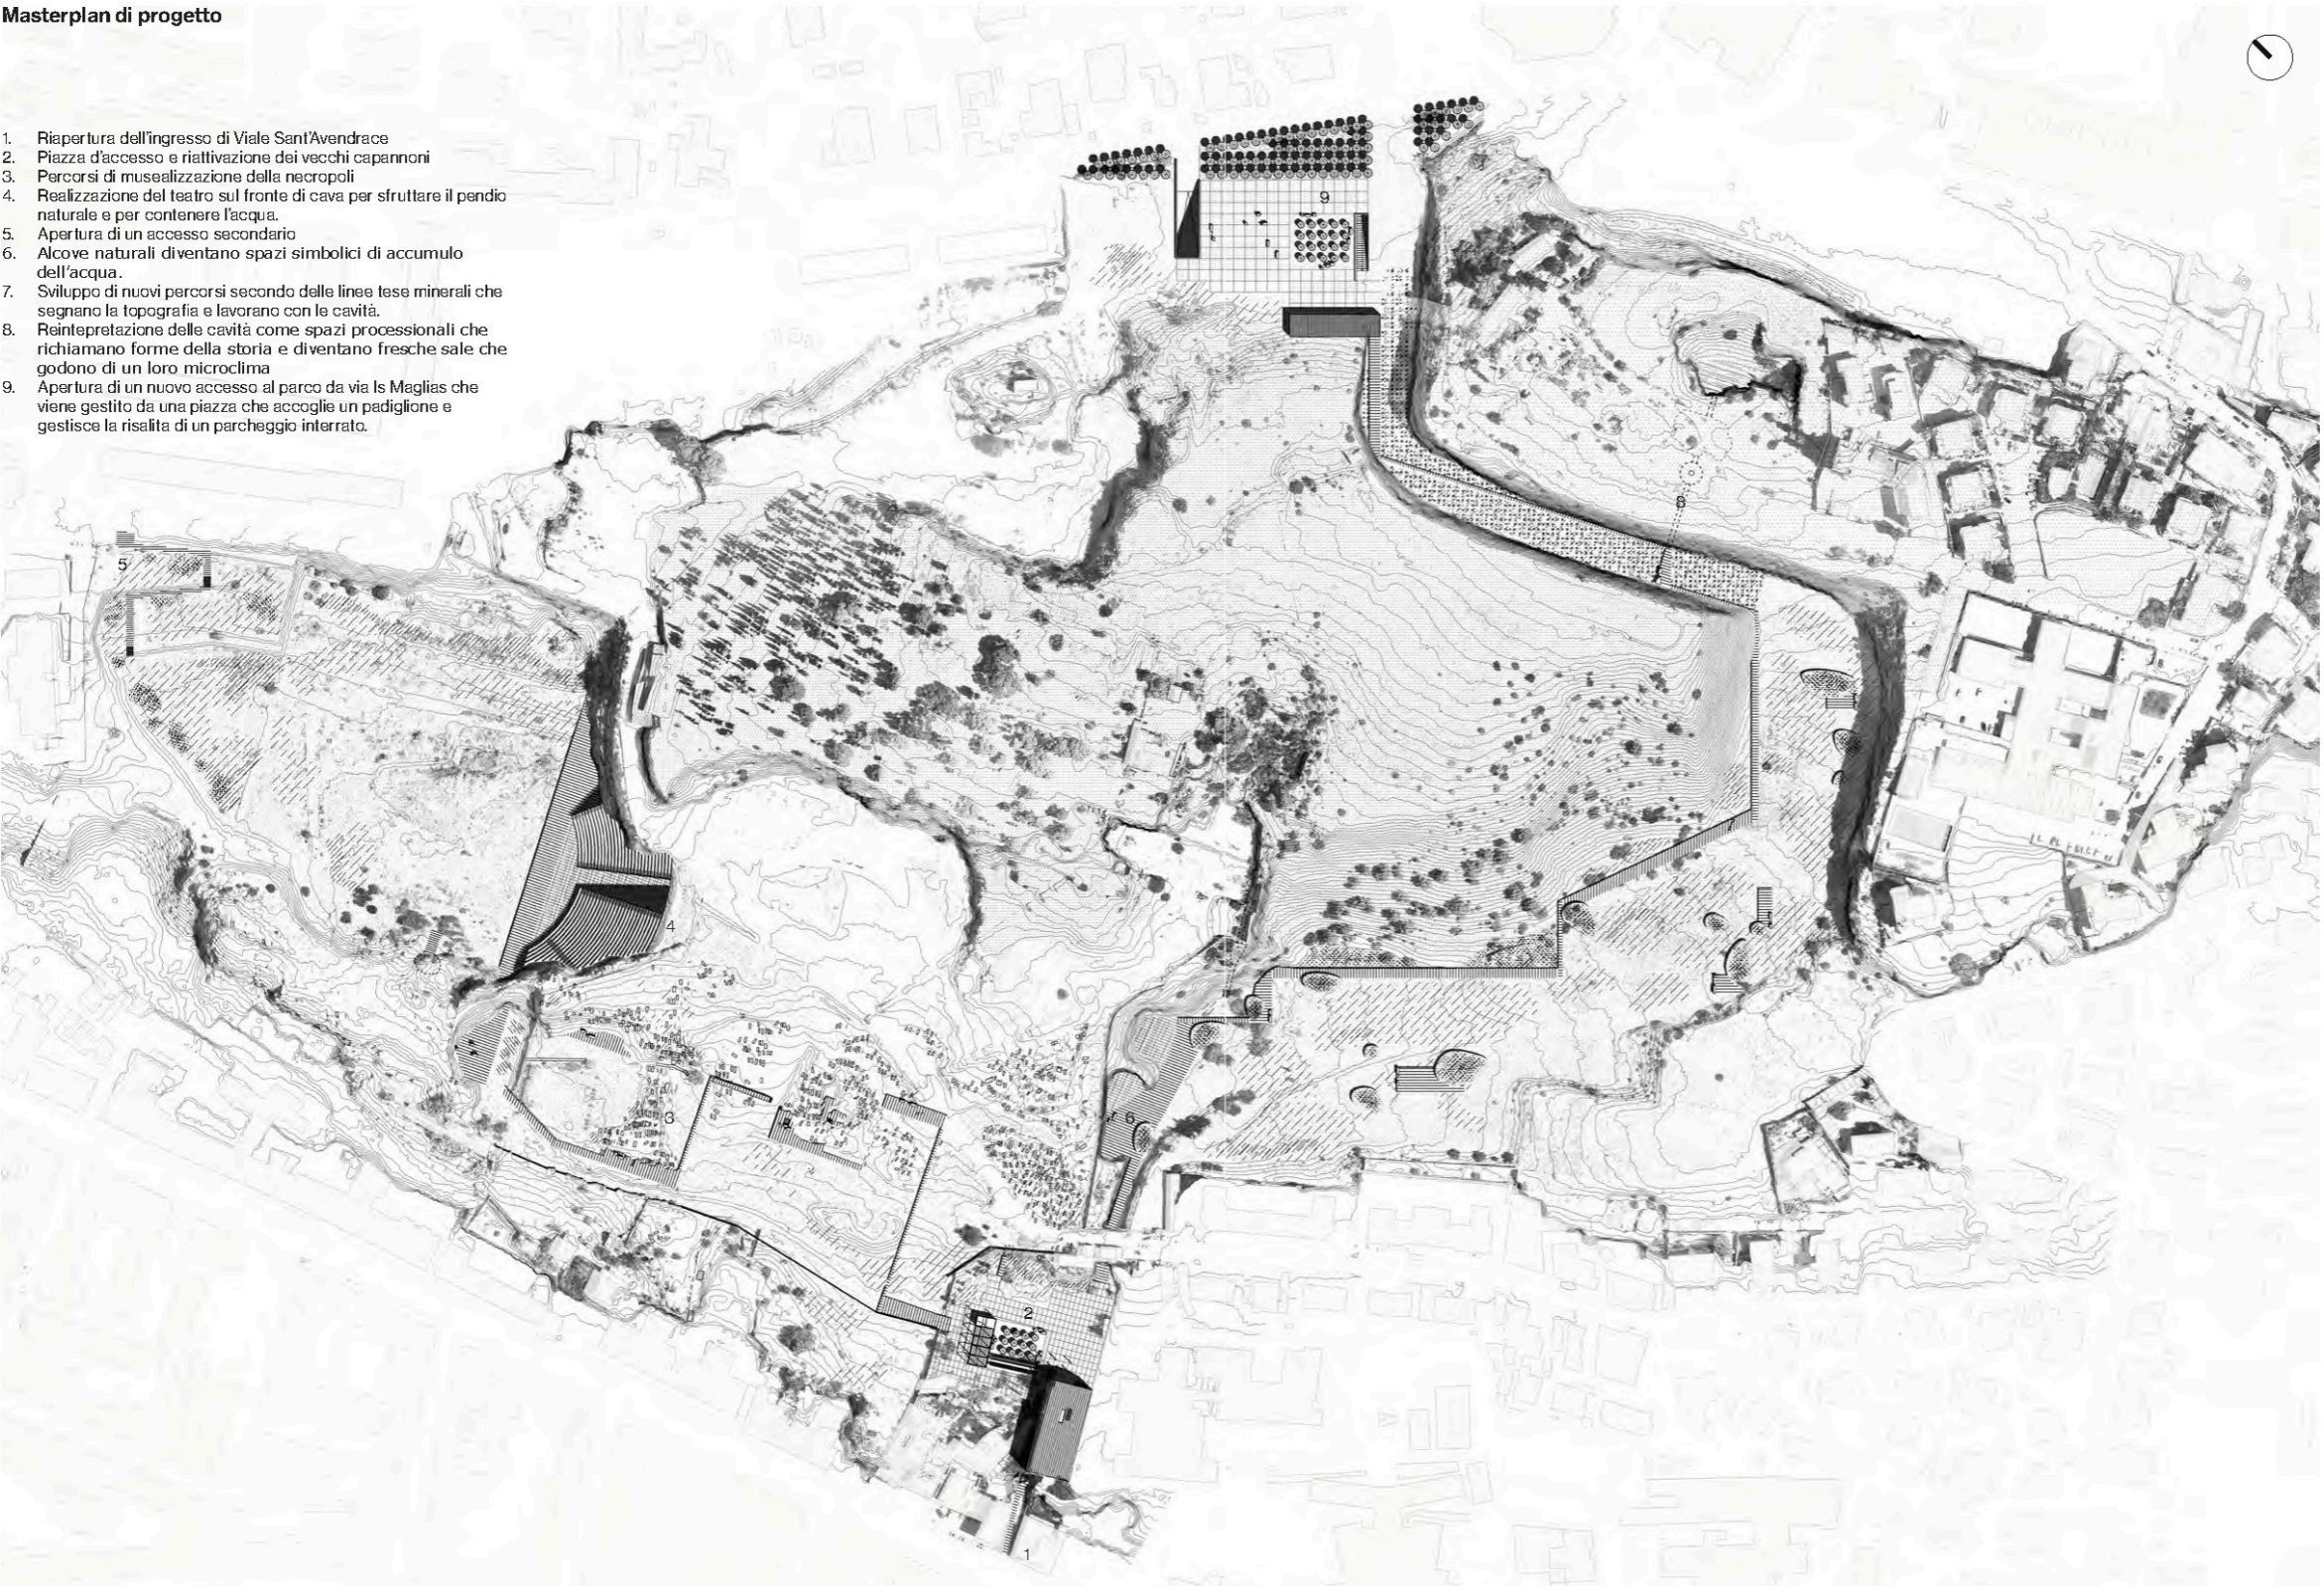 Masterplan di progetto
1. Riapertura dell'ingresso di Viale Sant'Avendrace
2. Piazza d'accesso e riattivazione dei vecchi capannoni
3. Percorsi di musealizzazione della necropoli
4. Realizzazione del teatro sul fronte di cava per sfruttare il pendio
naturale e per contenere l'acqua.
5. Apertura di un accesso secondario
6. Alcove naturali diventano spazi simbolici di accumulo
dell'acqua.
7. Sviluppo di nuovi percorsi secondo delle linee tese minerali che
segnano la topografia e lavorano con le cavità.
8. Reintepretazione delle cavità come spazi processionali che
richiamano forme della storia e diventano fresche sale che
godono di un loro microclima
9. Apertura di un nuovo accesso al parco da via Is Maglias che
viene gestito da una piazza che accoglie un padiglione e
gestisce la risalita di un parcheggio interrato.
9
8
5
4
3
6
2
1